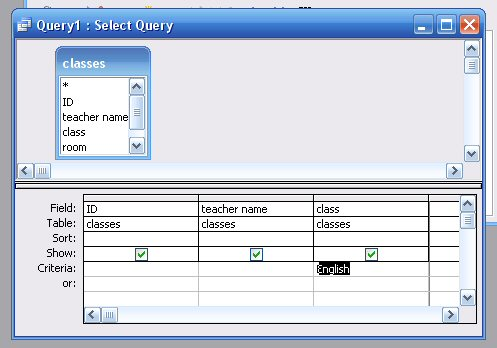 Query1 : Select Query
classes
*
ID
teacher name
class
room
Field: ID teacher name class
Table: classes classes classes
Sort:
Show:
Criteria: English
or: